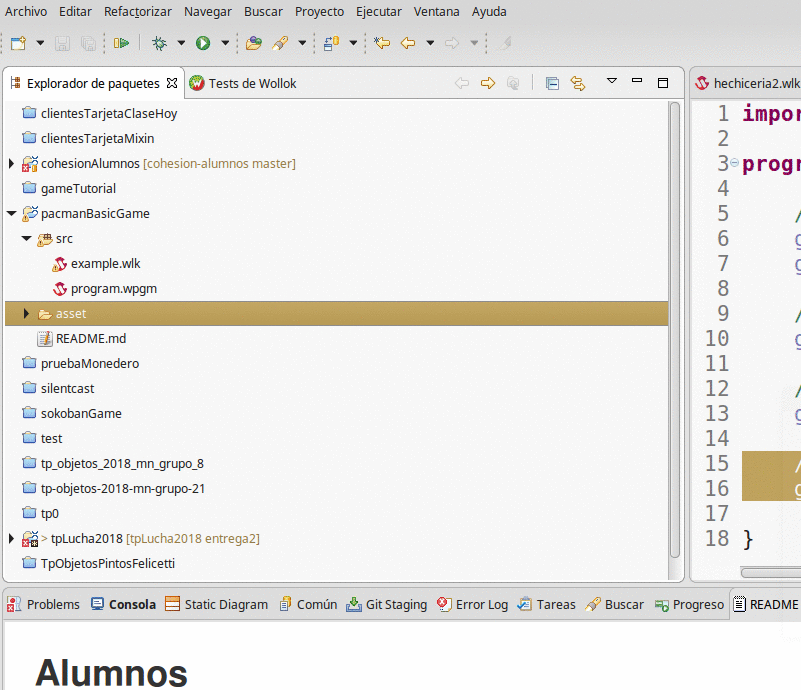 Archivo Editar Refactorizar Navegar Buscar Proyecto Ejecutar Ventana Ayuda
Explorador de paquetes Tests de Wollok
hechiceria2.wlk
clientesTarjetaClaseHoy
clientesTarjetaMixin
cohesionAlumnos [cohesion-alumnos master]
gameTutorial
pacmanBasicGame
src
example.wlk
program.wpgm
asset
README.md
pruebaMonedero
silentcast
sokobanGame
test
tp_objetos_2018_mn_grupo_8
tp-objetos-2018-mn-grupo-21
tp0
> tpLucha2018 [tpLucha2018 entrega2]
TpObjetosPintosFelicetti
1 impor
2
3 progr
4
5 /
6 g
7 g
8
9 /
10 g
11
12 /
13 g
14
15 /
16 g
17
18 }
Problems Consola Static Diagram Común Git Staging Error Log Tareas Buscar Progreso README
Alumnos